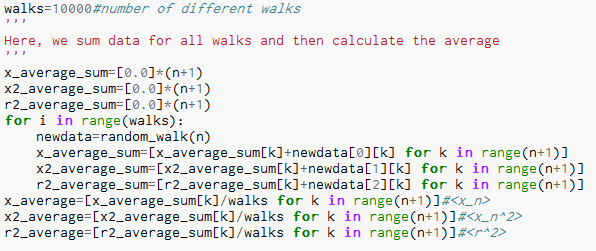 walks=10000#number of different walks
'''
Here, we sum data for all walks and then calculate the average
'''
x_average_sum=[0.0]*(n+1)
x2_average_sum=[0.0]*(n+1)
r2_average_sum=[0.0]*(n+1)
for i in range(walks):
    newdata=random_walk(n)
    x_average_sum=[x_average_sum[k]+newdata[0][k] for k in range(n+1)]
    x2_average_sum=[x2_average_sum[k]+newdata[1][k] for k in range(n+1)]
    r2_average_sum=[r2_average_sum[k]+newdata[2][k] for k in range(n+1)]
x_average=[x_average_sum[k]/walks for k in range(n+1)]#<x_n>
x2_average=[x2_average_sum[k]/walks for k in range(n+1)]#<x_n^2>
r2_average=[r2_average_sum[k]/walks for k in range(n+1)]#<r^2>